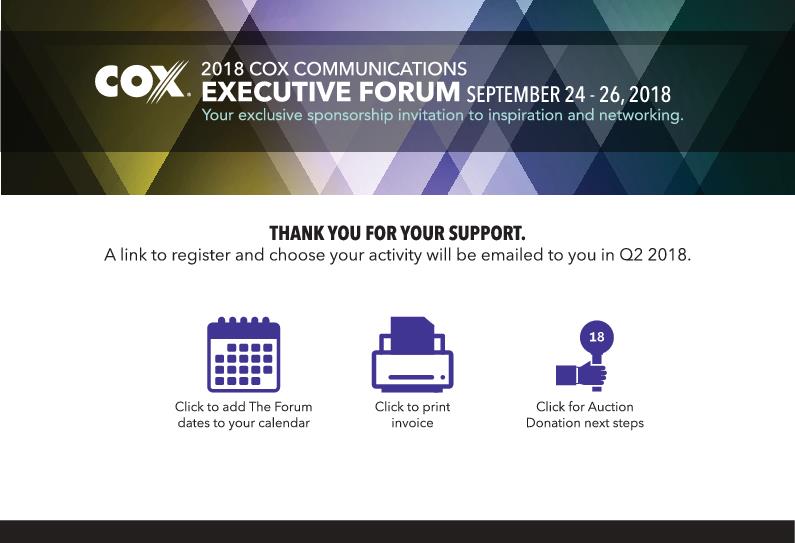 COX®
2018 COX COMMUNICATIONS
EXECUTIVE FORUM SEPTEMBER 24 - 26, 2018
Your exclusive sponsorship invitation to inspiration and networking.
THANK YOU FOR YOUR SUPPORT.
A link to register and choose your activity will be emailed to you in Q2 2018.
18
Click to add The Forum
dates to your calendar
Click to print
invoice
Click for Auction
Donation next steps